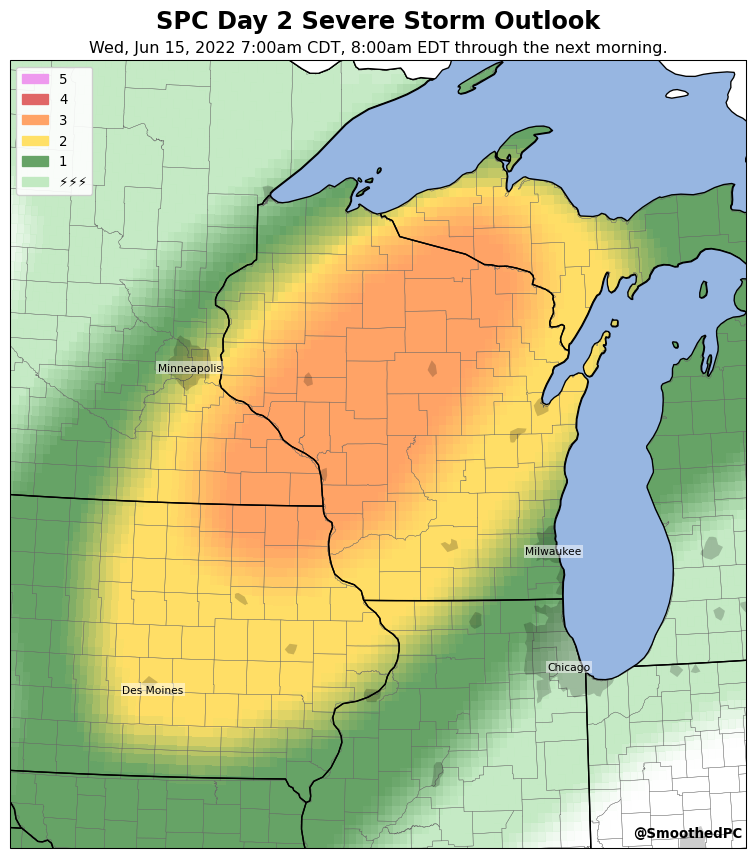 SPC Day 2 Severe Storm Outlook
Wed, Jun 15, 2022 7:00am CDT, 8:00am EDT through the next morning.
5
4
3
2
1
⚡⚡⚡
Minneapolis
Milwaukee
Chicago
Des Moines
@SmoothedPC